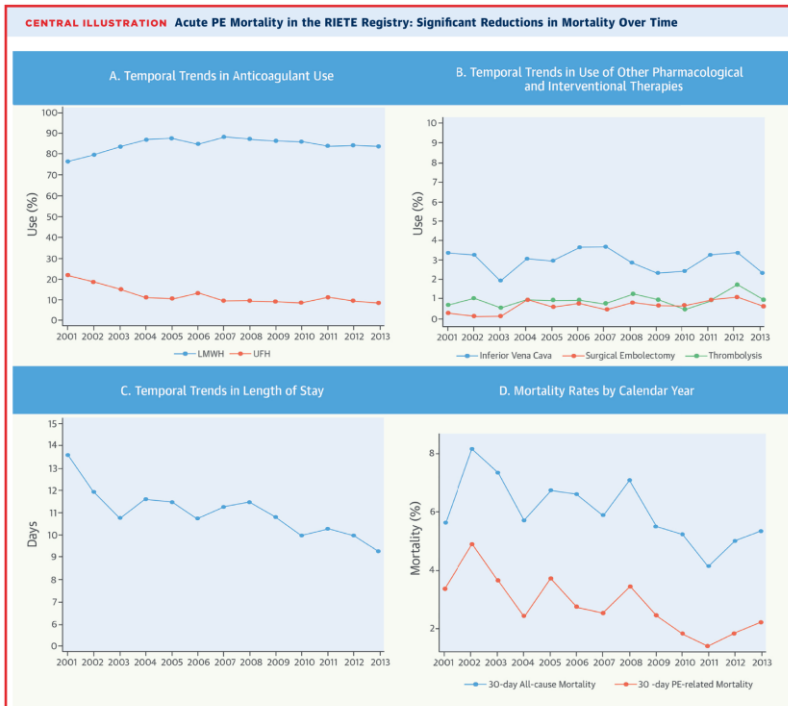 CENTRAL ILLUSTRATION Acute PE Mortality in the RIETE Registry: Significant Reductions in Mortality Over Time
A. Temporal Trends in Anticoagulant Use
100
90
80
70
60
50
40
30
20
10
0
Use (%)
2001 2002 2003 2004 2005 2006 2007 2008 2009 2010 2011 2012 2013
LMWH UFH
B. Temporal Trends in Use of Other Pharmacological
and Interventional Therapies
10
9
8
7
6
5
4
3
2
1
0
Use (%)
2001 2002 2003 2004 2005 2006 2007 2008 2009 2010 2011 2012 2013
Inferior Vena Cava Surgical Embolectomy Thrombolysis
C. Temporal Trends in Length of Stay
15
14
13
12
11
10
9
8
7
6
0
Days
2001 2002 2003 2004 2005 2006 2007 2008 2009 2010 2011 2012 2013
D. Mortality Rates by Calendar Year
8
6
4
2
Mortality (%)
2001 2002 2003 2004 2005 2006 2007 2008 2009 2010 2011 2012 2013
30-day All-cause Mortality 30 -day PE-related Mortality